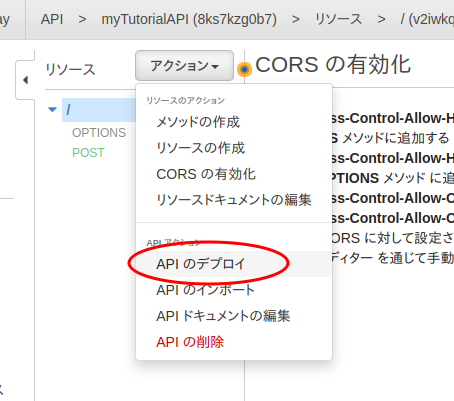 ay API > myTutorialAPI (8ks7kzg0b7) > リソース > / (v2iwkq
リソース アクション CORS の有効化
/
OPTIONS
POST
リソースのアクション
メソッドの作成
リソースの作成
CORS の有効化
リソースドキュメントの編集
API アクション
API のデプロイ
API のインポート
API ドキュメントの編集
API の削除
ss-Control-Allow-H
S メソッドに追加する
ss-Control-Allow-H
PTIONS メソッド に追
ss-Control-Allow-C
ss-Control-Allow-C
ORS に対して設定さ
ディター を通じて手動
ス